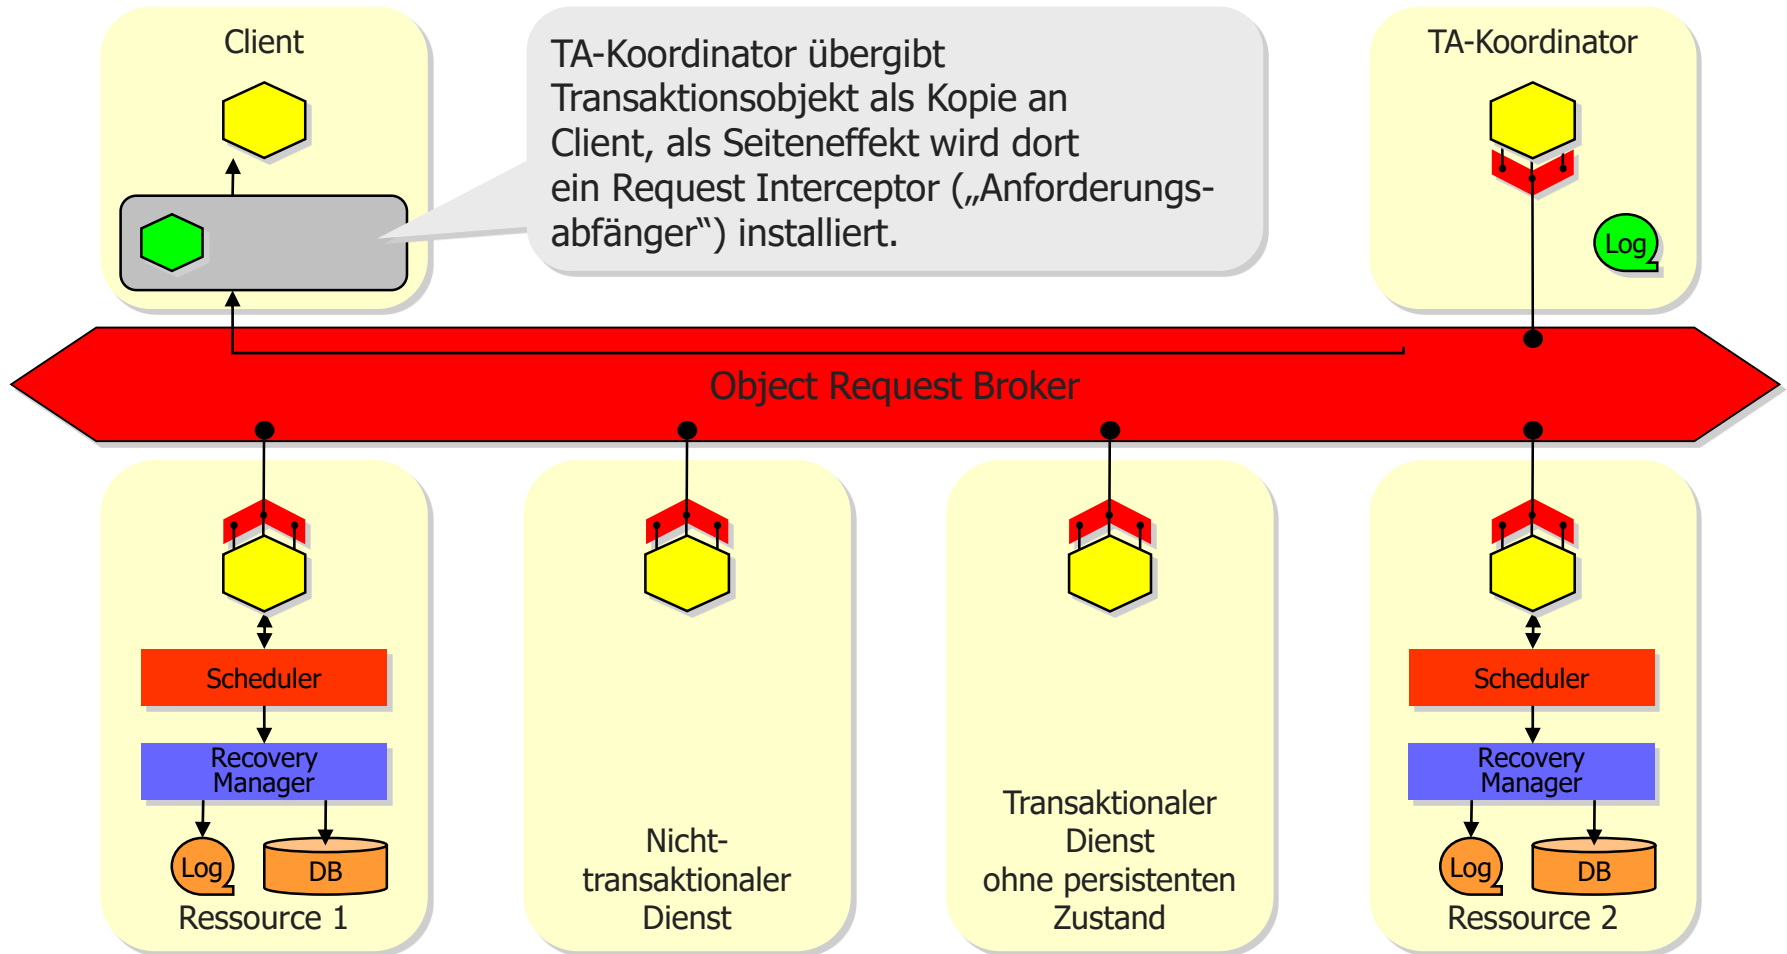 Client
TA-Koordinator übergibt
Transaktionsobjekt als Kopie an
Client, als Seiteneffekt wird dort
ein Request Interceptor („Anforderungs-
abfänger“) installiert.
TA-Koordinator
Log
Object Request Broker
Scheduler
Recovery
Manager
Log
DB
Ressource 1
Nicht-
transaktionaler
Dienst
Transaktionaler
Dienst
ohne persistenten
Zustand
Scheduler
Recovery
Manager
Log
DB
Ressource 2